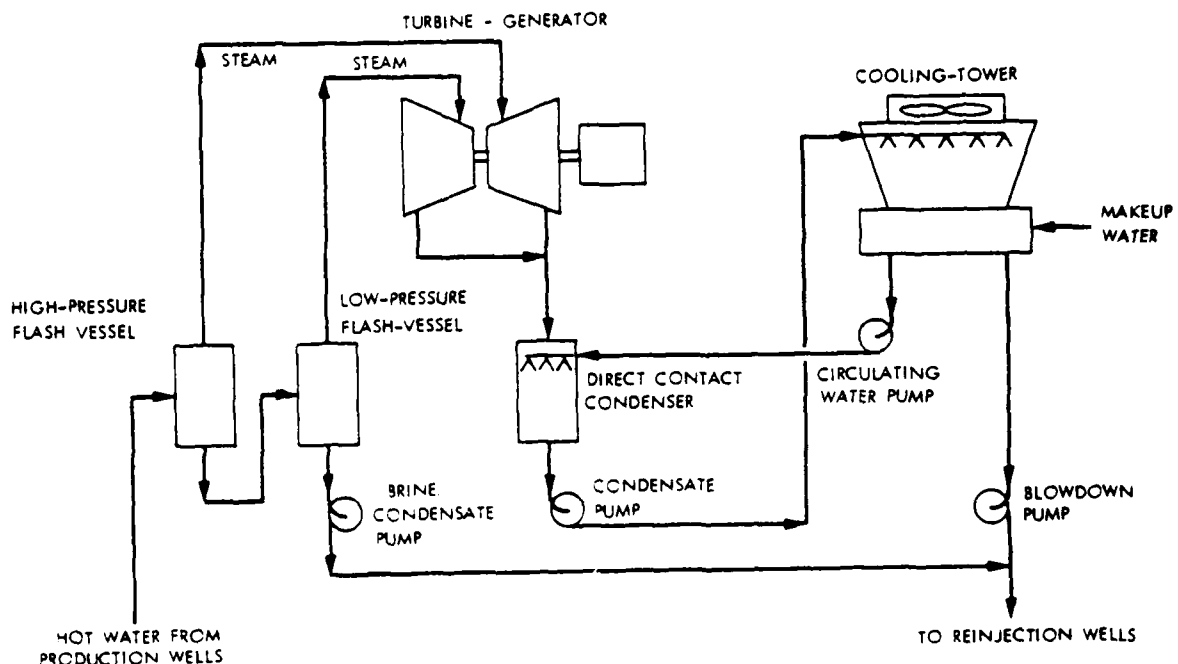 TURBINE - GENERATOR
STEAM
STEAM
COOLING-TOWER
MAKEUP
WATER
HIGH-PRESSURE
FLASH VESSEL
LOW-PRESSURE
FLASH-VESSEL
DIRECT CONTACT
CONDENSER
CIRCULATING
WATER PUMP
BRINE
CONDENSATE
PUMP
CONDENSATE
PUMP
BLOWDOWN
PUMP
HOT WATER FROM
PRODUCTION WELLS
TO REINJECTION WELLS